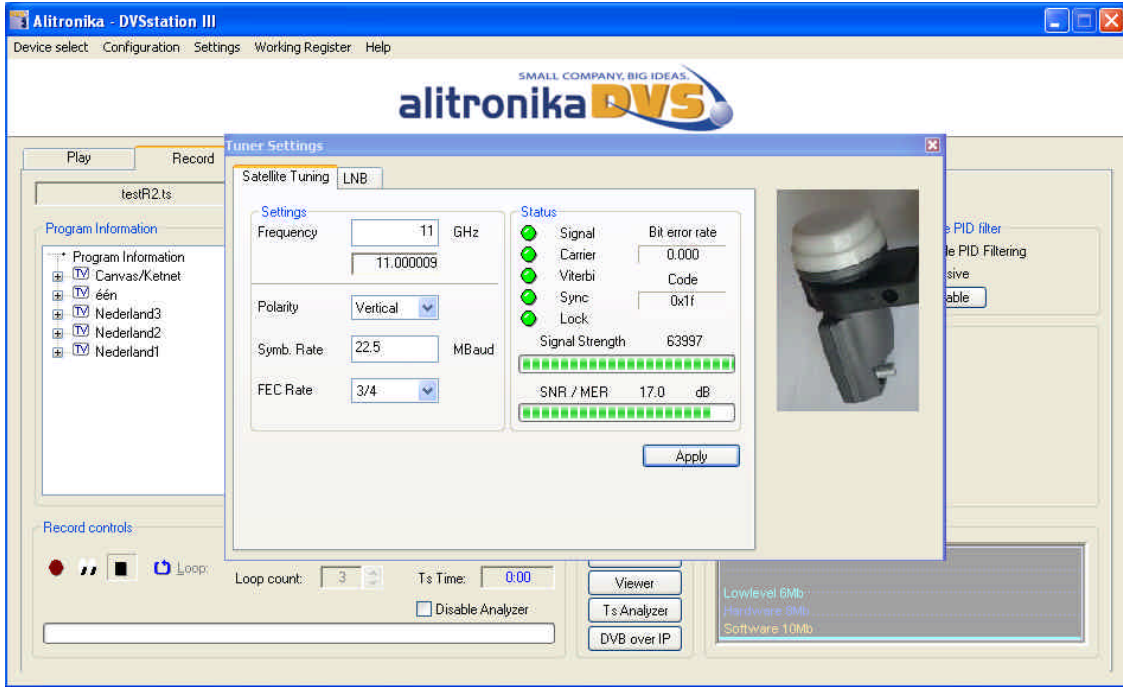 Alitronika - DVSstation III
Device select Configuration Settings Working Register Help
SMALL COMPANY, BIG IDEAS.
alitronika DVS
Play
Record
testR2.ts
Program Information
Program Information
TV Canvas/Ketnet
TV één
TV Nederland3
TV Nederland2
TV Nederland1
Tuner Settings
Satellite Tuning
LNB
Settings
Frequency 11 GHz
11.000009
Polarity Vertical
Symb. Rate 22.5 MBaud
FEC Rate 3/4
Status
Signal
Carrier
Viterbi
Sync
Lock
Bit error rate
0.000
Code
0x1f
Signal Strength 63997
SNR / MER 17.0 dB
Apply
PID filter
PID Filtering
Record controls
Loop:
Loop count: 3
Ts Time: 0:00
Disable Analyzer
Viewer
Ts Analyzer
DVB over IP
Lowlevel 6Mb
Software 10Mb